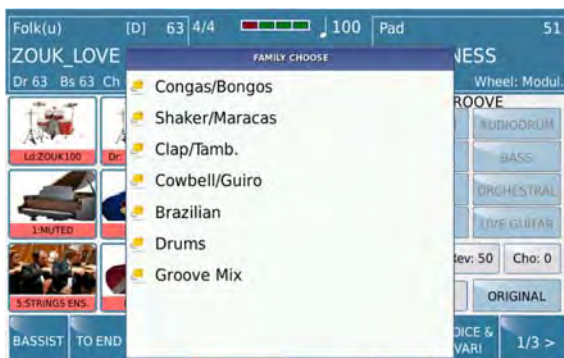 Folk(u) [D] 63 4/4 100 Pad 51
ZOUK_LOVE NESS
Dr 63 Bs 63 Ch Wheel: Modul.
FAMILY CHOOSE
Congas/Bongos
Shaker/Maracas
Clap/Tamb.
Cowbell/Guiro
Brazilian
Drums
Groove Mix
ROOVE
AUDIODRUM
BASS
ORCHESTRAL
LIVE GUITAR
Ld:ZOUK100 Dr:
1:MUTED
5:STRINGS ENS.
Rev: 50 Cho: 0
ORIGINAL
BASSIST TO END OICE &
VARI 1/3 >